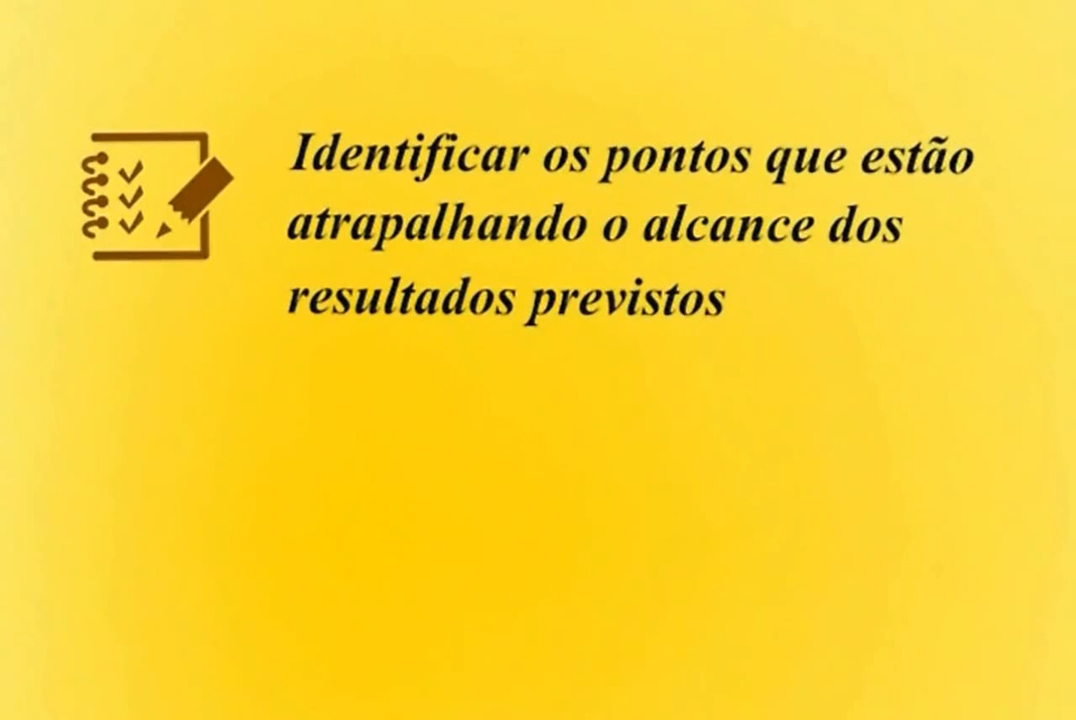 Identificar os pontos que estão
atrapalhando o alcance dos
resultados previstos